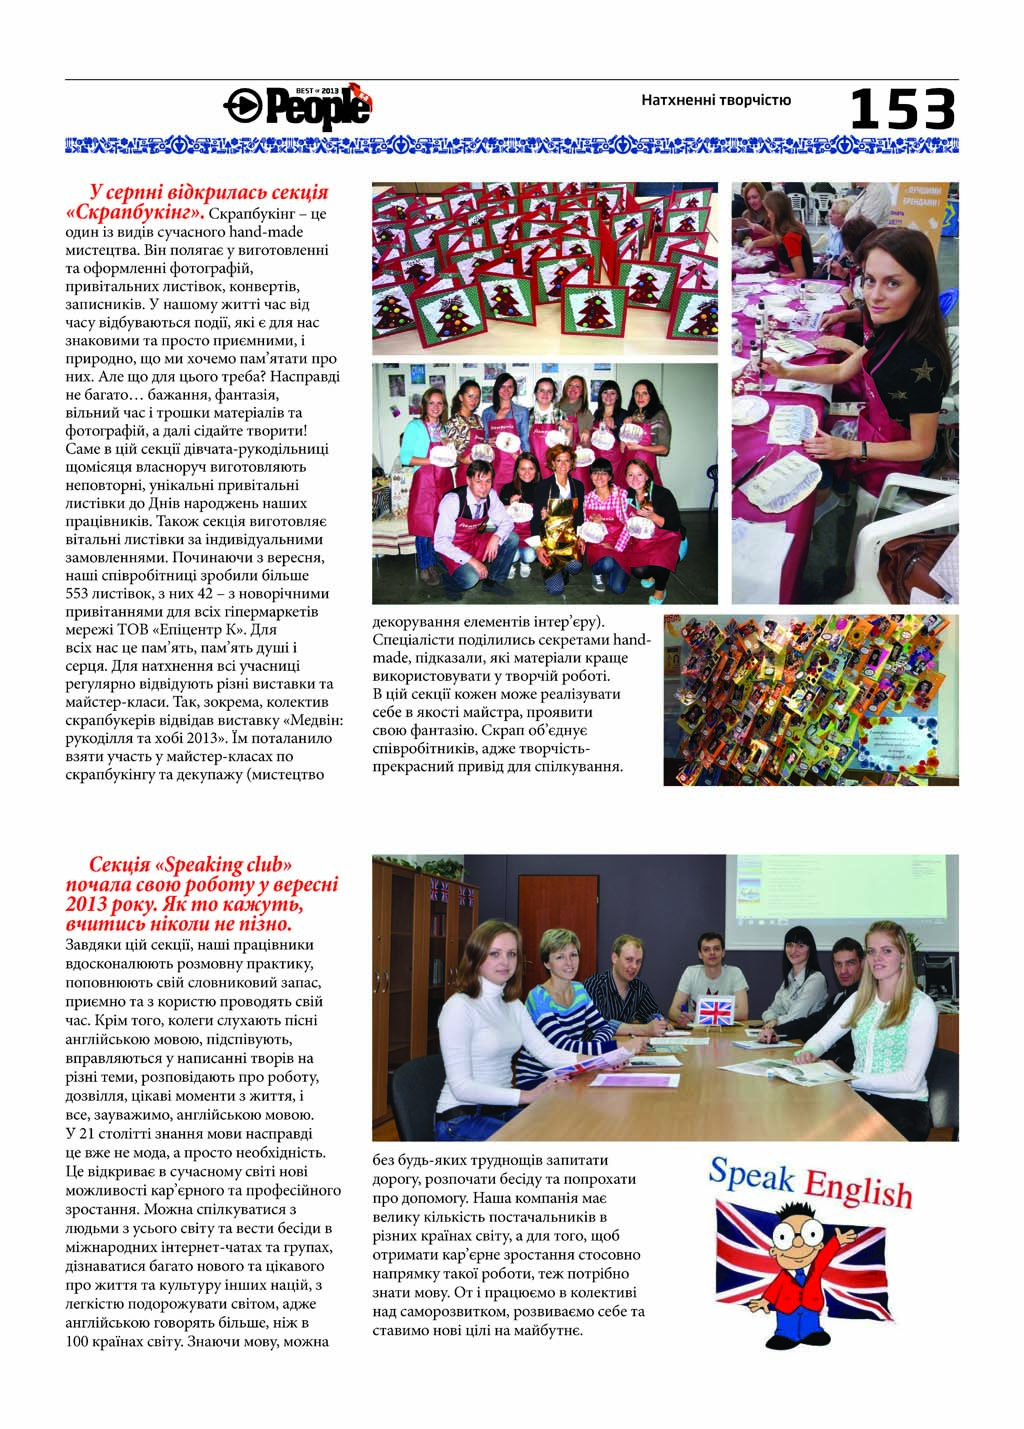 BEST OF 2013
People
Натхненні творчістю
153
У серпні відкрилась секція
«Скрапбукінг». Скрапбукінг – це
один із видів сучасного hand-made
мистецтва. Він полягає у виготовленні
та оформленні фотографій,
привітальних листівок, конвертів,
записників. У нашому житті час від
часу відбуваються події, які є для нас
знаковими та просто приємними, і
природно, що ми хочемо пам’ятати про
них. Але що для цього треба? Насправді
не багато… бажання, фантазія,
вільний час і трошки матеріалів та
фотографій, а далі сідайте творити!
Саме в цій секції дівчата-рукодільниці
щомісяця власноруч виготовляють
неповторні, унікальні привітальні
листівки до Днів народжень наших
працівників. Також секція виготовляє
вітальні листівки за індивідуальними
замовленнями. Починаючи з вересня,
наші співробітниці зробили більше
553 листівок, з них 42 – з новорічними
привітаннями для всіх гіпермаркетів
мережі ТОВ «Епіцентр К». Для
всіх нас це пам’ять, пам’ять душі і
серця. Для натхнення всі учасниці
регулярно відвідують різні виставки та
майстер-класи. Так, зокрема, колектив
скрапбукерів відвідав виставку «Медвін:
рукоділля та хобі 2013». Їм поталанило
взяти участь у майстер-класах по
скрапбукінгу та декупажу (мистецтво
декорування елементів інтер’єру).
Спеціалісти поділились секретами hand-
made, підказали, які матеріали краще
використовувати у творчій роботі.
В цій секції кожен може реалізувати
себе в якості майстра, проявити
свою фантазію. Скрап об’єднує
співробітників, адже творчість-
прекрасний привід для спілкування.
ЛУЧШИМИ
БРЕНДАМИ!
Секція «Speaking club»
почала свою роботу у вересні
2013 року. Як то кажуть,
вчитись ніколи не пізно.
Завдяки цій секції, наші працівники
вдосконалюють розмовну практику,
поповнюють свій словниковий запас,
приємно та з користю проводять свій
час. Крім того, колеги слухають пісні
англійською мовою, підспівують,
вправляються у написанні творів на
різні теми, розповідають про роботу,
дозвілля, цікаві моменти з життя, і
все, зауважимо, англійською мовою.
У 21 столітті знання мови насправді
це вже не мода, а просто необхідність.
Це відкриває в сучасному світі нові
можливості кар’єрного та професійного
зростання. Можна спілкуватися з
людьми з усього світу та вести бесіди в
міжнародних інтернет-чатах та групах,
дізнаватися багато нового та цікавого
про життя та культуру інших націй, з
легкістю подорожувати світом, адже
англійською говорять більше, ніж в
100 країнах світу. Знаючи мову, можна
без будь-яких труднощів запитати
дорогу, розпочати бесіду та попрохати
про допомогу. Наша компанія має
велику кількість постачальників в
різних країнах світу, а для того, щоб
отримати кар’єрне зростання стосовно
напрямку такої роботи, теж потрібно
знати мову. От і працюємо в колективі
над саморозвитком, розвиваємо себе та
ставимо нові цілі на майбутнє.
Speak English